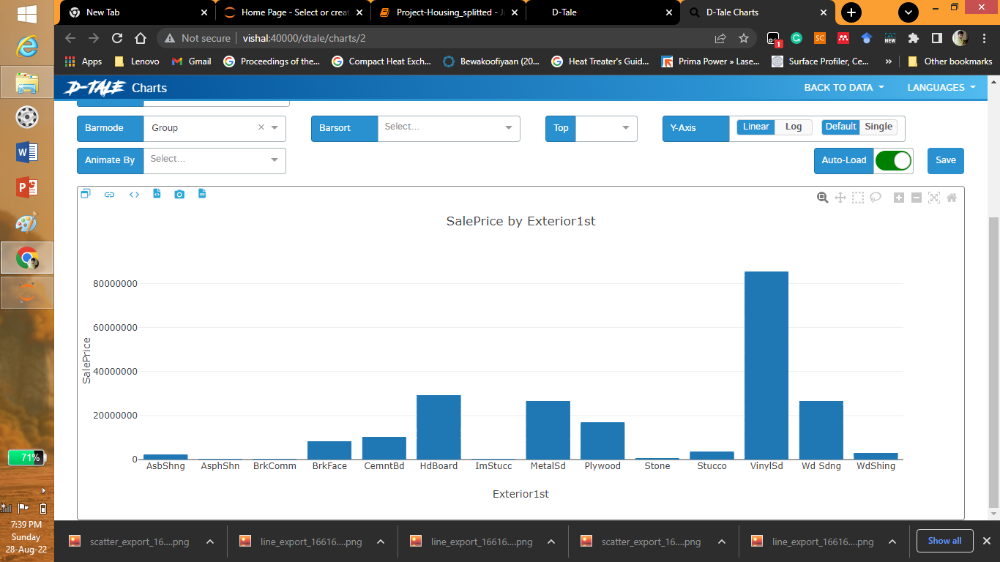 New Tab
Home Page - Select or creat
Project-Housing_splitted - Ju
D-Tale
D-Tale Charts
Not secure | vishal:40000/dtale/charts/2
1
SC
NEW
Apps
Lenovo
Gmail
Proceedings of the...
Compact Heat Exch...
Bewakoofiyaan (20...
Heat Treater's Guid...
Prima Power » Lase...
Surface Profiler, Ce...
»
Other bookmarks
D-TALE Charts
BACK TO DATA
LANGUAGES
Barmode Group
Barsort Select...
Top
Y-Axis Linear Log Default Single
Animate By Select...
Auto-Load
Save
SalePrice by Exterior1st
80000000
60000000
40000000
20000000
0
SalePrice
AsbShng AsphShn BrkComm BrkFace CemntBd HdBoard ImStucc MetalSd Plywood Stone Stucco VinylSd Wd Sdng WdShing
Exterior1st
71%
7:39 PM
Sunday
28-Aug-22
scatter_export_16....png
line_export_16616....png
line_export_16616....png
scatter_export_16....png
line_export_16616....png
Show all